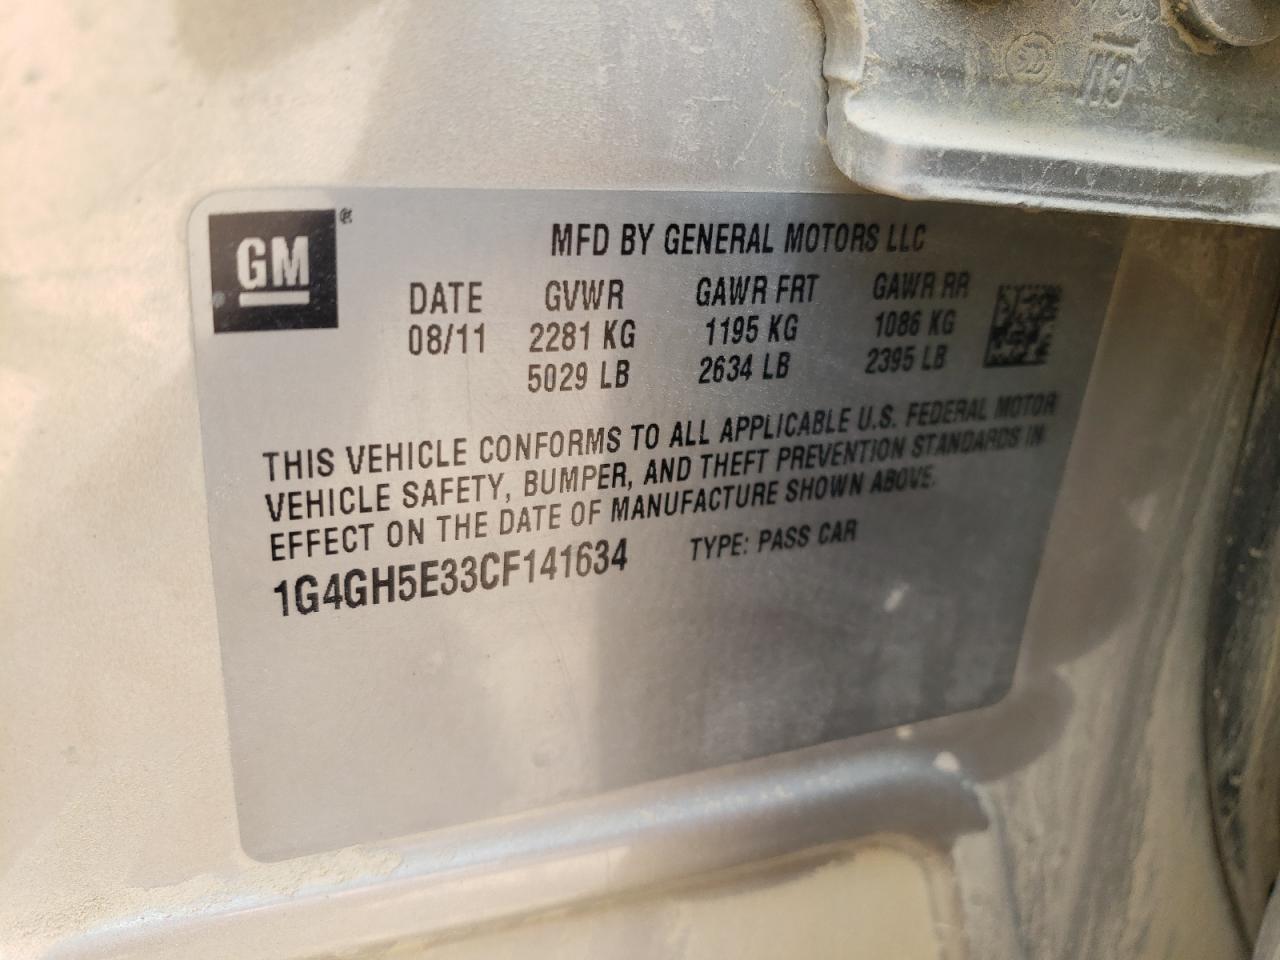 GM ®
MFD BY GENERAL MOTORS LLC
DATE GVWR GAWR FRT GAWR RR
08/11 2281 KG 1195 KG 1086 KG
5029 LB 2634 LB 2395 LB
THIS VEHICLE CONFORMS TO ALL APPLICABLE U.S. FEDERAL MOTOR
VEHICLE SAFETY, BUMPER, AND THEFT PREVENTION STANDARDS IN
EFFECT ON THE DATE OF MANUFACTURE SHOWN ABOVE.
1G4GH5E33CF141634 TYPE: PASS CAR